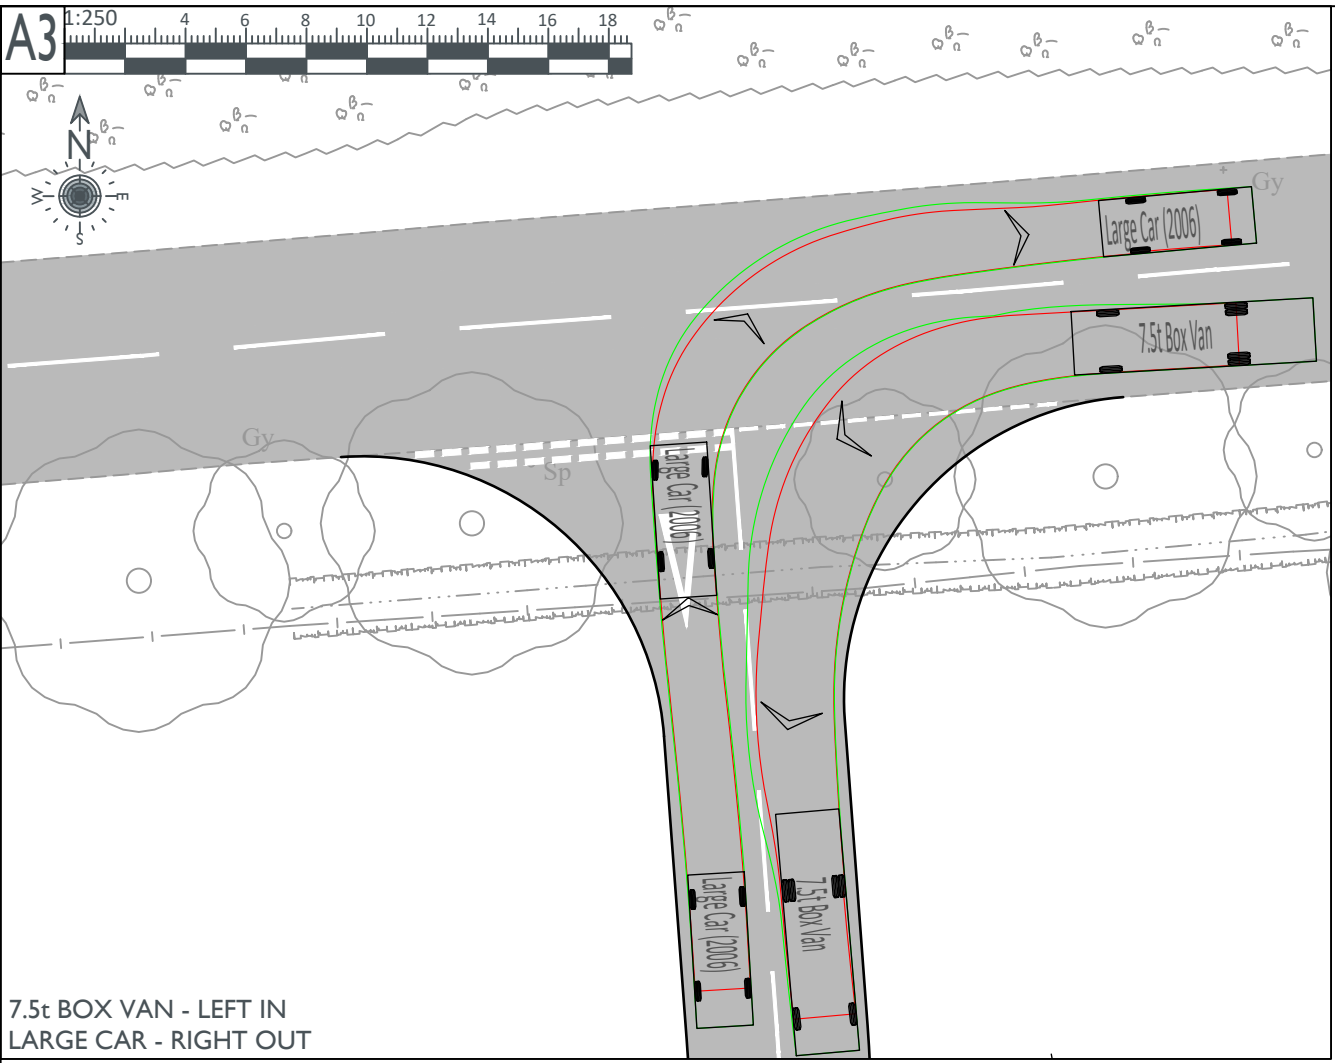 A3 1:250 4 6 8 10 12 14 16 18
N
W E
S
Gy
Large Car (2006)
7.5t Box Van
Gy
Sp
Large Car (2006)
Large Car (2006)
7.5t Box Van
7.5t BOX VAN - LEFT IN
LARGE CAR - RIGHT OUT